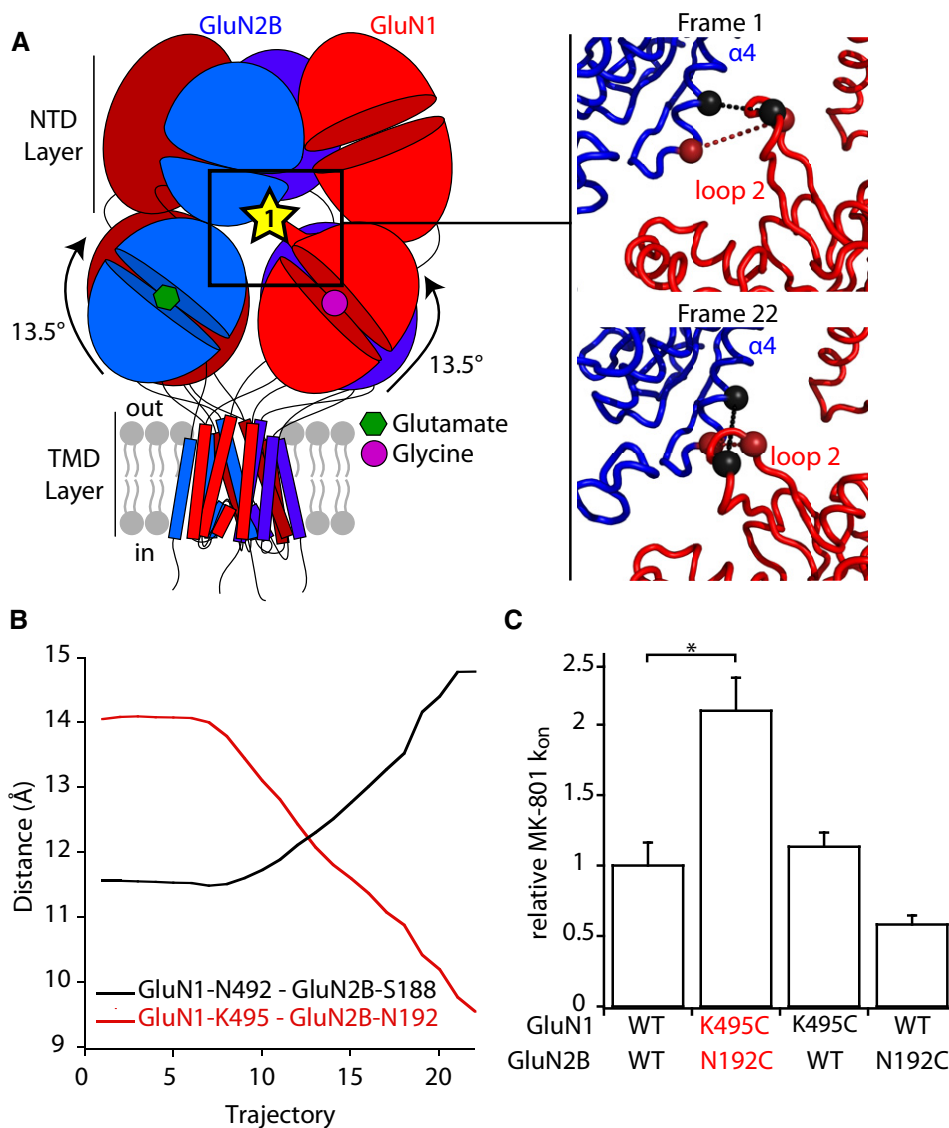 A
GluN2B
GluN1
NTD
Layer
1
13.5°
13.5°
out
TMD
Layer
in
Glutamate
Glycine
Frame 1
α4
loop 2
Frame 22
α4
loop 2
B
15
14
13
12
11
10
9
Distance (Å)
GluN1-N492 - GluN2B-S188
GluN1-K495 - GluN2B-N192
0 5 10 15 20
Trajectory
C
*
2.5
2
1.5
1
0.5
0
relative MK-801 kon
GluN1 WT K495C K495C WT
GluN2B WT N192C WT N192C